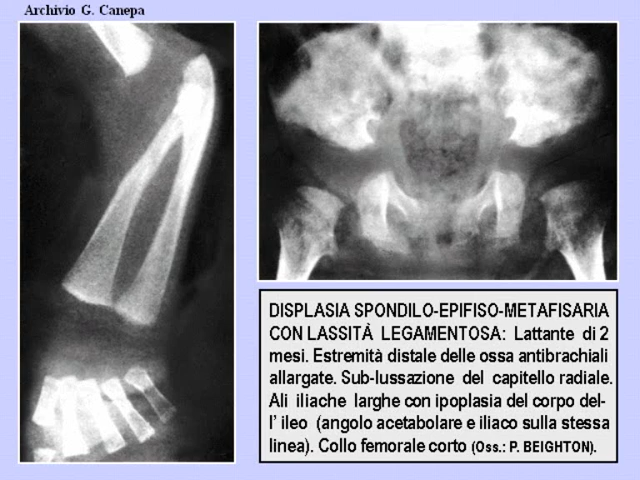 Archivio G. Canepa
DISPLASIA SPONDILO-EPIFISO-METAFISARIA
CON LASSITÀ LEGAMENTOSA: Lattante di 2
mesi. Estremità distale delle ossa antibrachiali
allargate. Sub-lussazione del capitello radiale.
Ali iliache larghe con ipoplasia del corpo del-
l' ileo (angolo acetabolare e iliaco sulla stessa
linea). Collo femorale corto (Oss.: P. BEIGHTON).